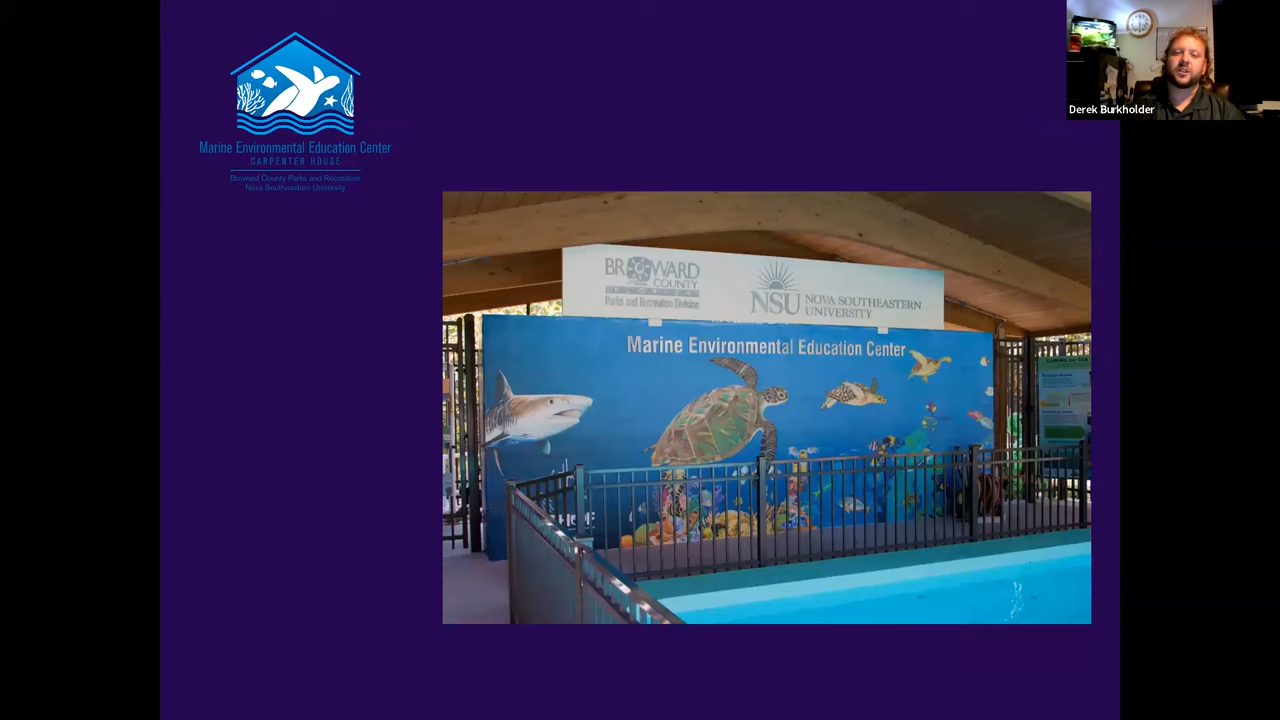 Marine Environmental Education Center
CARPENTER HOUSE
Broward County Parks and Recreation
Nova Southeastern University
Derek Burkholder
BROWARD
COUNTY
FLORIDA
Parks and Recreation Division
NSU NOVA SOUTHEASTERN
UNIVERSITY
Marine Environmental Education Center